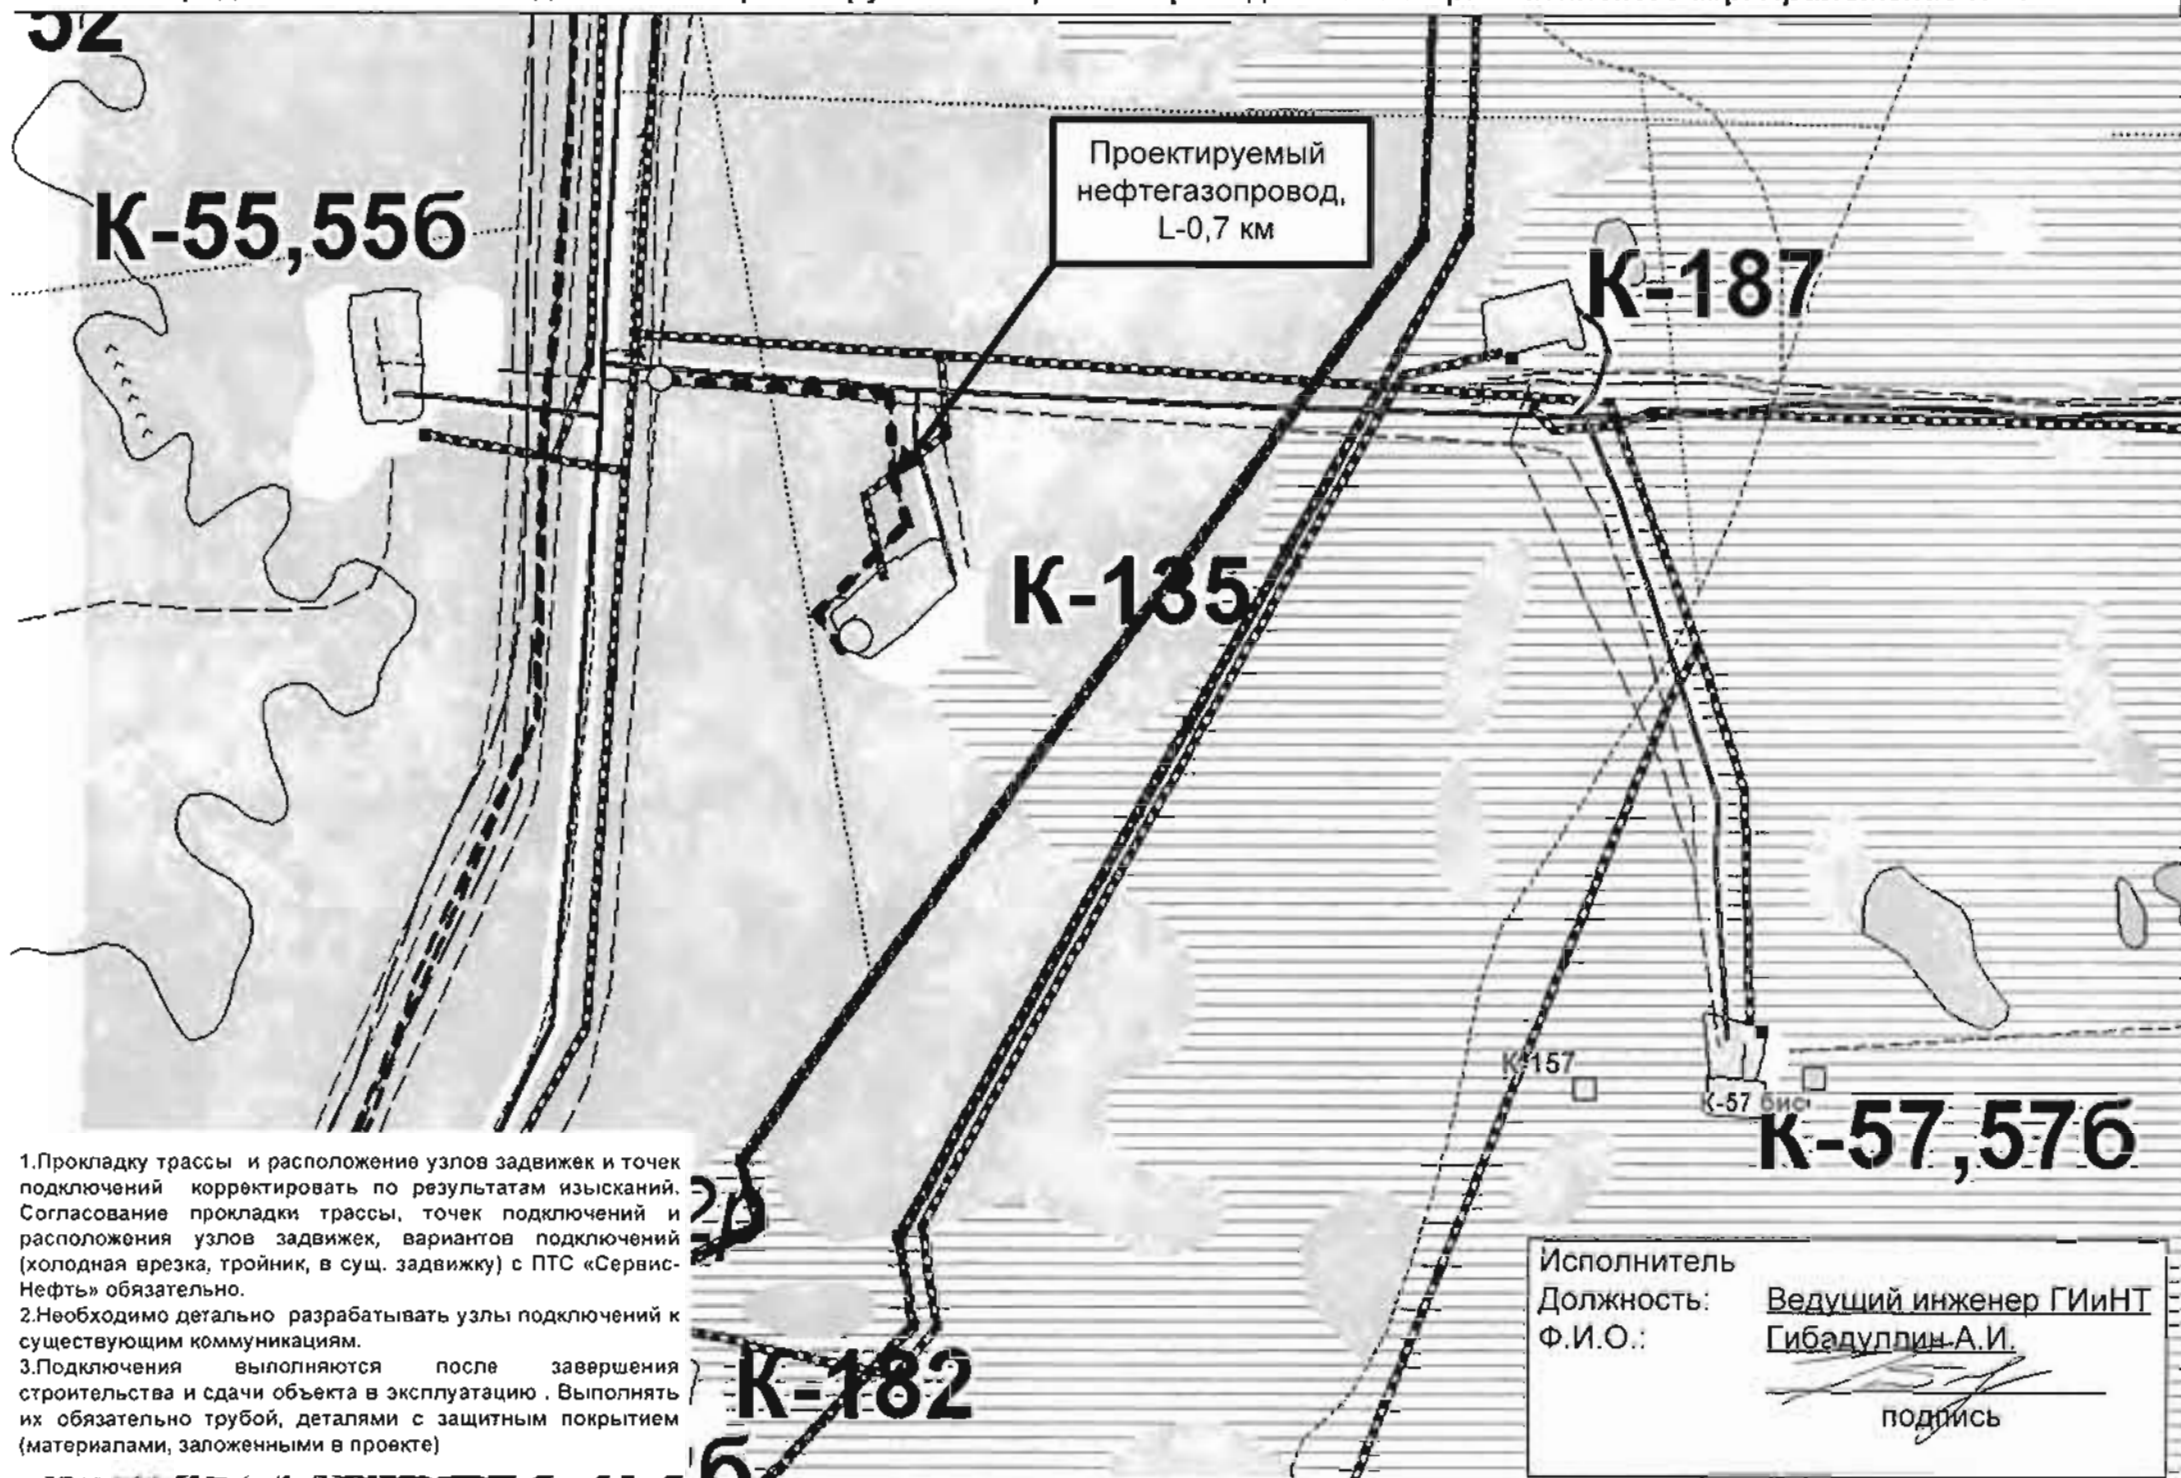 52
К-55,55б
Проектируемый
нефтегазопровод,
L-0,7 км
К-187
К-135
К-157
К-57 бис
К-57,57б
1.Прокладку трассы и расположение узлов задвижек и точек
подключений корректировать по результатам изысканий.
Согласование прокладки трассы, точек подключений и
расположения узлов задвижек, вариантов подключений
(холодная врезка, тройник, в сущ. задвижку) с ПТС «Сервис-
Нефть» обязательно.
2.Необходимо детально разрабатывать узлы подключений к
существующим коммуникациям.
3.Подключения выполняются после завершения
строительства и сдачи объекта в эксплуатацию . Выполнять
их обязательно трубой, деталями с защитным покрытием
(материалами, заложенными в проекте)
К-182
б
Исполнитель
Должность: Ведущий инженер ГИиНТ
Ф.И.О.: Гибадуллин А.И.
подпись